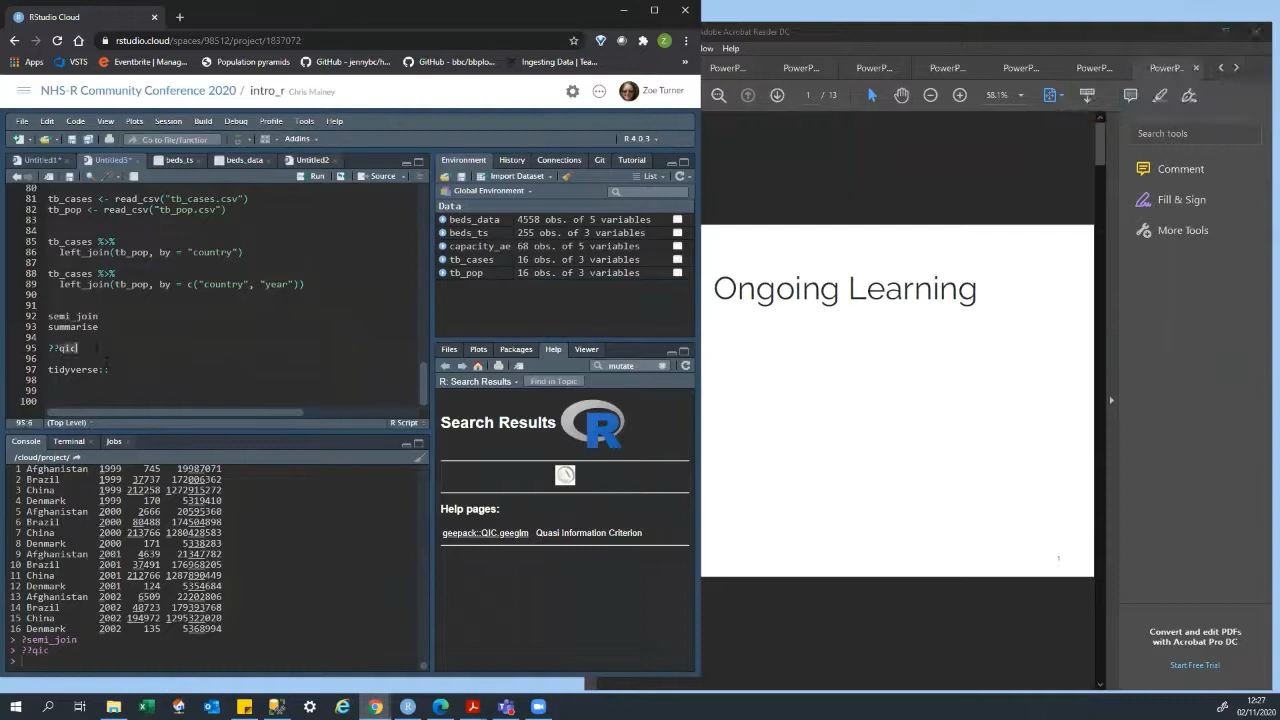 RStudio Cloud
rstudio.cloud/spaces/98512/project/1837072
Apps VSTS Eventbrite | Manag... Population pyramids GitHub - jennybc/h... GitHub - bbc/bbplo... Ingesting Data | Tea... »
NHS-R Community Conference 2020 / intro_r Chris Mainey Zoe Turner
File Edit Code View Plots Session Build Debug Profile Tools Help
Go to file/function Addins R 4.0.3
Untitled1* Untitled3* beds_ts beds_data Untitled2
Run Source
80
81 tb_cases <- read_csv("tb_cases.csv")
82 tb_pop <- read_csv("tb_pop.csv")
83
84
85 tb_cases %>%
86 left_join(tb_pop, by = "country")
87
88 tb_cases %>%
89 left_join(tb_pop, by = c("country", "year"))
90
91
92 semi_join
93 summarise
94
95 ??qic
96
97 tidyverse::
98
99
100
95:6 (Top Level) R Script
Console Terminal Jobs
/cloud/project/
1 Afghanistan 1999 745 19987071
2 Brazil 1999 37737 172006362
3 China 1999 212258 1272915272
4 Denmark 1999 170 5319410
5 Afghanistan 2000 2666 20595360
6 Brazil 2000 80488 174504898
7 China 2000 213766 1280428583
8 Denmark 2000 171 5338283
9 Afghanistan 2001 4639 21347782
10 Brazil 2001 37491 176968205
11 China 2001 212766 1287890449
12 Denmark 2001 124 5354684
13 Afghanistan 2002 6509 22202806
14 Brazil 2002 40723 179393768
15 China 2002 194972 1295322020
16 Denmark 2002 135 5368994
> ?semi_join
> ??qic
>
Environment History Connections Git Tutorial
Import Dataset List
Global Environment
Data
beds_data 4558 obs. of 5 variables
beds_ts 255 obs. of 3 variables
capacity_ae 68 obs. of 5 variables
tb_cases 16 obs. of 3 variables
tb_pop 16 obs. of 3 variables
Files Plots Packages Help Viewer
mutate
R: Search Results Find in Topic
Search Results R
Help pages:
geepack::QIC.geeglm Quasi Information Criterion
Adobe Acrobat Reader DC
Help
PowerP... PowerP... PowerP... PowerP... PowerP... PowerP... PowerP...
1 / 13 58.1%
Ongoing Learning
1
Search tools
Comment
Fill & Sign
More Tools
Convert and edit PDFs
with Acrobat Pro DC
Start Free Trial
12:27
02/11/2020